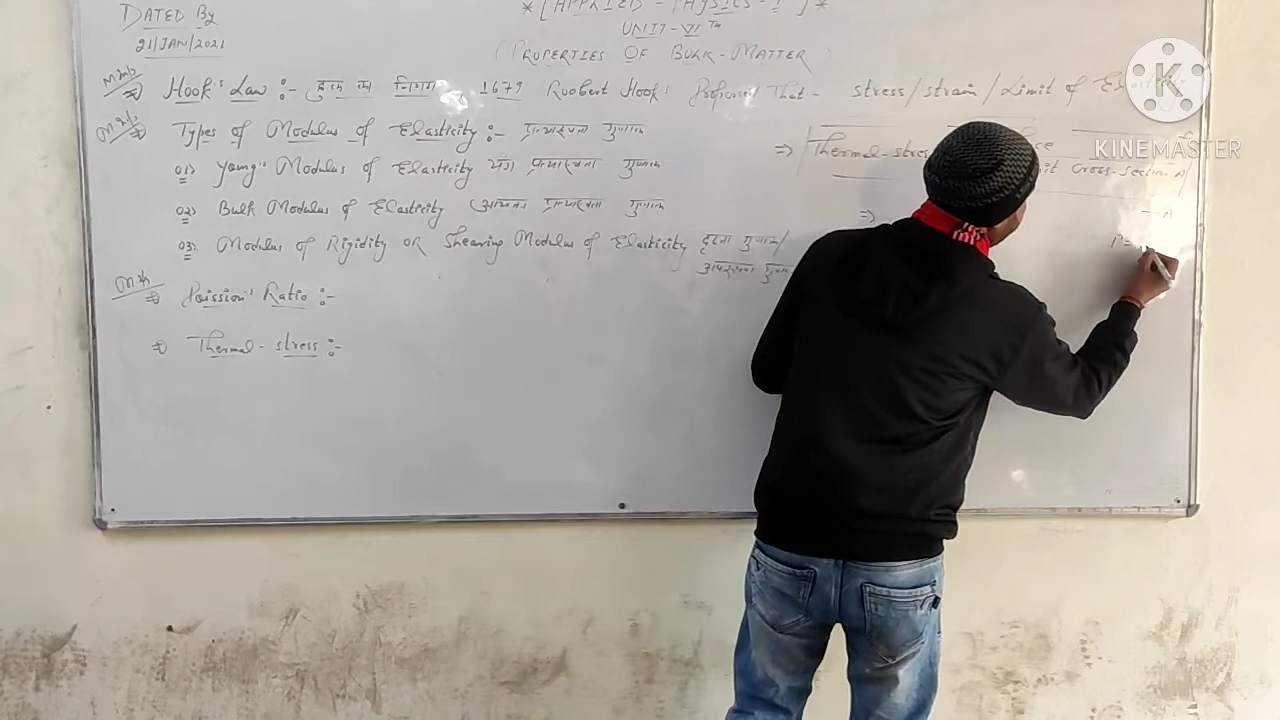 DATED BY
21/JAN/2021
*[APPLIED - PHYSICS - I]*
UNIT-VI TH
(PROPERTIES OF BULK-MATTER)
⇒ Hook's Law :- हुक का नियम 1679 Roobert Hook's Proposed That - stress/strain/Limit of
⇒ Types of Modulus of Elasticity :- प्रत्यास्थता गुणांक
01> Young's Modulus of Elasticity यंग प्रत्यास्थता गुणांक
02> Bulk Modulus of Elasticity आयतन प्रत्यास्थता गुणांक
03> Modulus of Rigidity OR Shearing Modulus of Elasticity दृढ़ता गुणांक/
⇒ Poission's Ratio :-
⇒ Thermal - stress :-
⇒ Thermal-stress
Cross-Section A
⇒
— A
P=
K
KINEMASTER